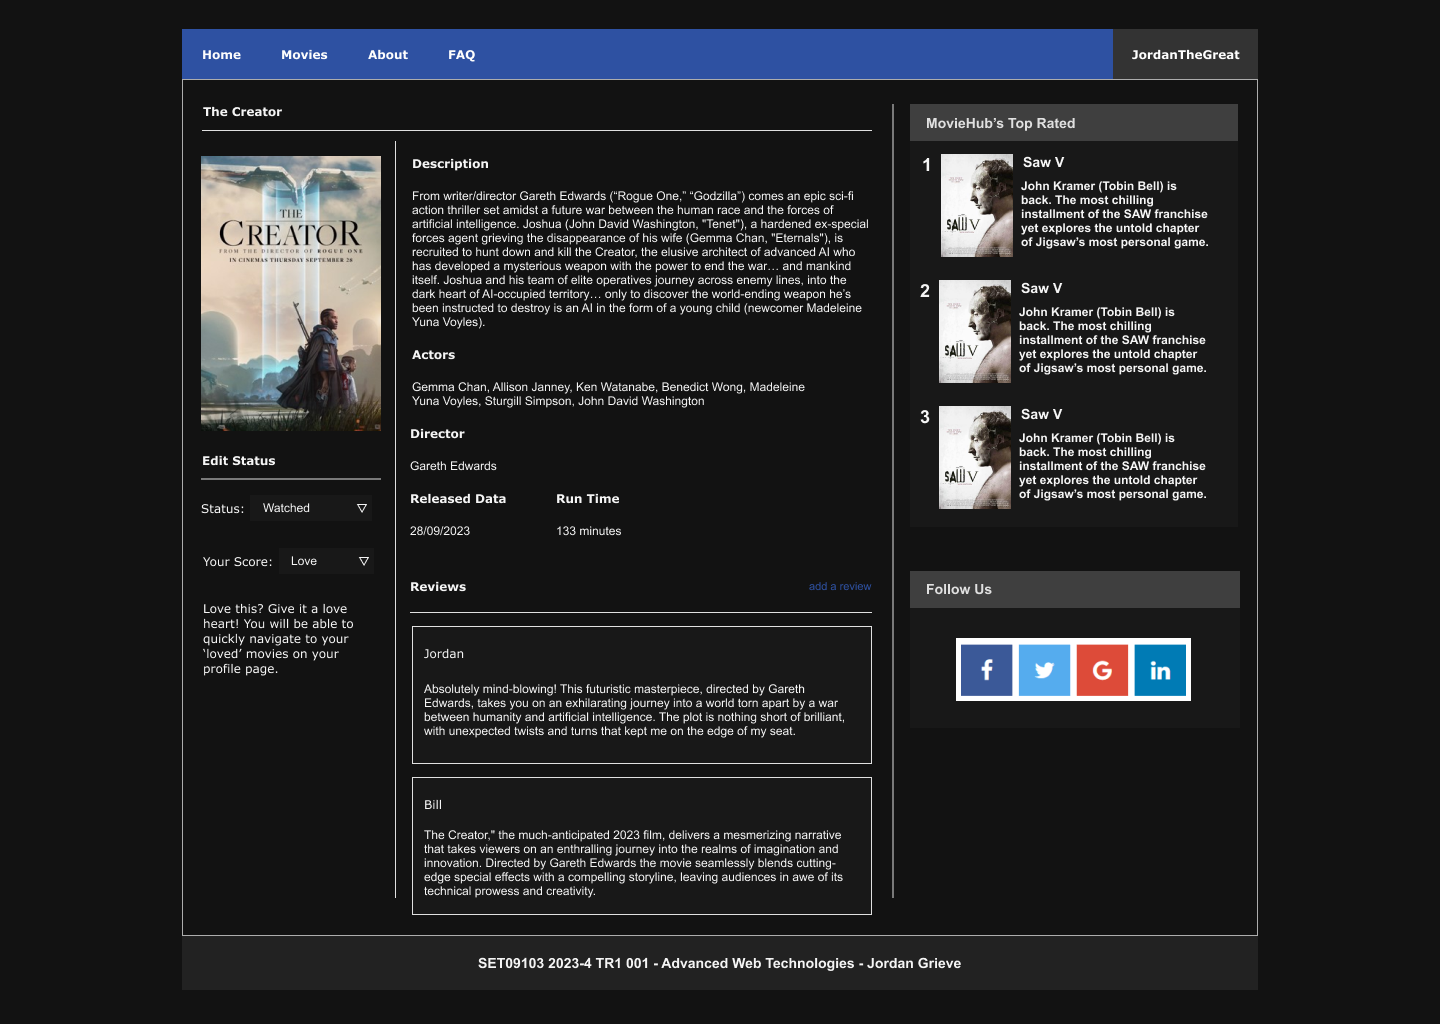 Home Movies About FAQ JordanTheGreat
The Creator
THE
CREATOR
FROM THE DIRECTOR OF ROGUE ONE
IN CINEMAS THURSDAY SEPTEMBER 28
Edit Status
Status: Watched
Your Score: Love
Love this? Give it a love
heart! You will be able to
quickly navigate to your
‘loved’ movies on your
profile page.
Description
From writer/director Gareth Edwards (“Rogue One,” “Godzilla”) comes an epic sci-fi
action thriller set amidst a future war between the human race and the forces of
artificial intelligence. Joshua (John David Washington, "Tenet"), a hardened ex-special
forces agent grieving the disappearance of his wife (Gemma Chan, "Eternals"), is
recruited to hunt down and kill the Creator, the elusive architect of advanced AI who
has developed a mysterious weapon with the power to end the war… and mankind
itself. Joshua and his team of elite operatives journey across enemy lines, into the
dark heart of AI-occupied territory… only to discover the world-ending weapon he’s
been instructed to destroy is an AI in the form of a young child (newcomer Madeleine
Yuna Voyles).
Actors
Gemma Chan, Allison Janney, Ken Watanabe, Benedict Wong, Madeleine
Yuna Voyles, Sturgill Simpson, John David Washington
Director
Gareth Edwards
Released Data Run Time
28/09/2023 133 minutes
Reviews add a review
Jordan
Absolutely mind-blowing! This futuristic masterpiece, directed by Gareth
Edwards, takes you on an exhilarating journey into a world torn apart by a war
between humanity and artificial intelligence. The plot is nothing short of brilliant,
with unexpected twists and turns that kept me on the edge of my seat.
Bill
The Creator," the much-anticipated 2023 film, delivers a mesmerizing narrative
that takes viewers on an enthralling journey into the realms of imagination and
innovation. Directed by Gareth Edwards the movie seamlessly blends cutting-
edge special effects with a compelling storyline, leaving audiences in awe of its
technical prowess and creativity.
MovieHub’s Top Rated
1
SAW V
Saw V
John Kramer (Tobin Bell) is
back. The most chilling
installment of the SAW franchise
yet explores the untold chapter
of Jigsaw’s most personal game.
2
SAW V
Saw V
John Kramer (Tobin Bell) is
back. The most chilling
installment of the SAW franchise
yet explores the untold chapter
of Jigsaw’s most personal game.
3
SAW V
Saw V
John Kramer (Tobin Bell) is
back. The most chilling
installment of the SAW franchise
yet explores the untold chapter
of Jigsaw’s most personal game.
Follow Us
f G in
SET09103 2023-4 TR1 001 - Advanced Web Technologies - Jordan Grieve